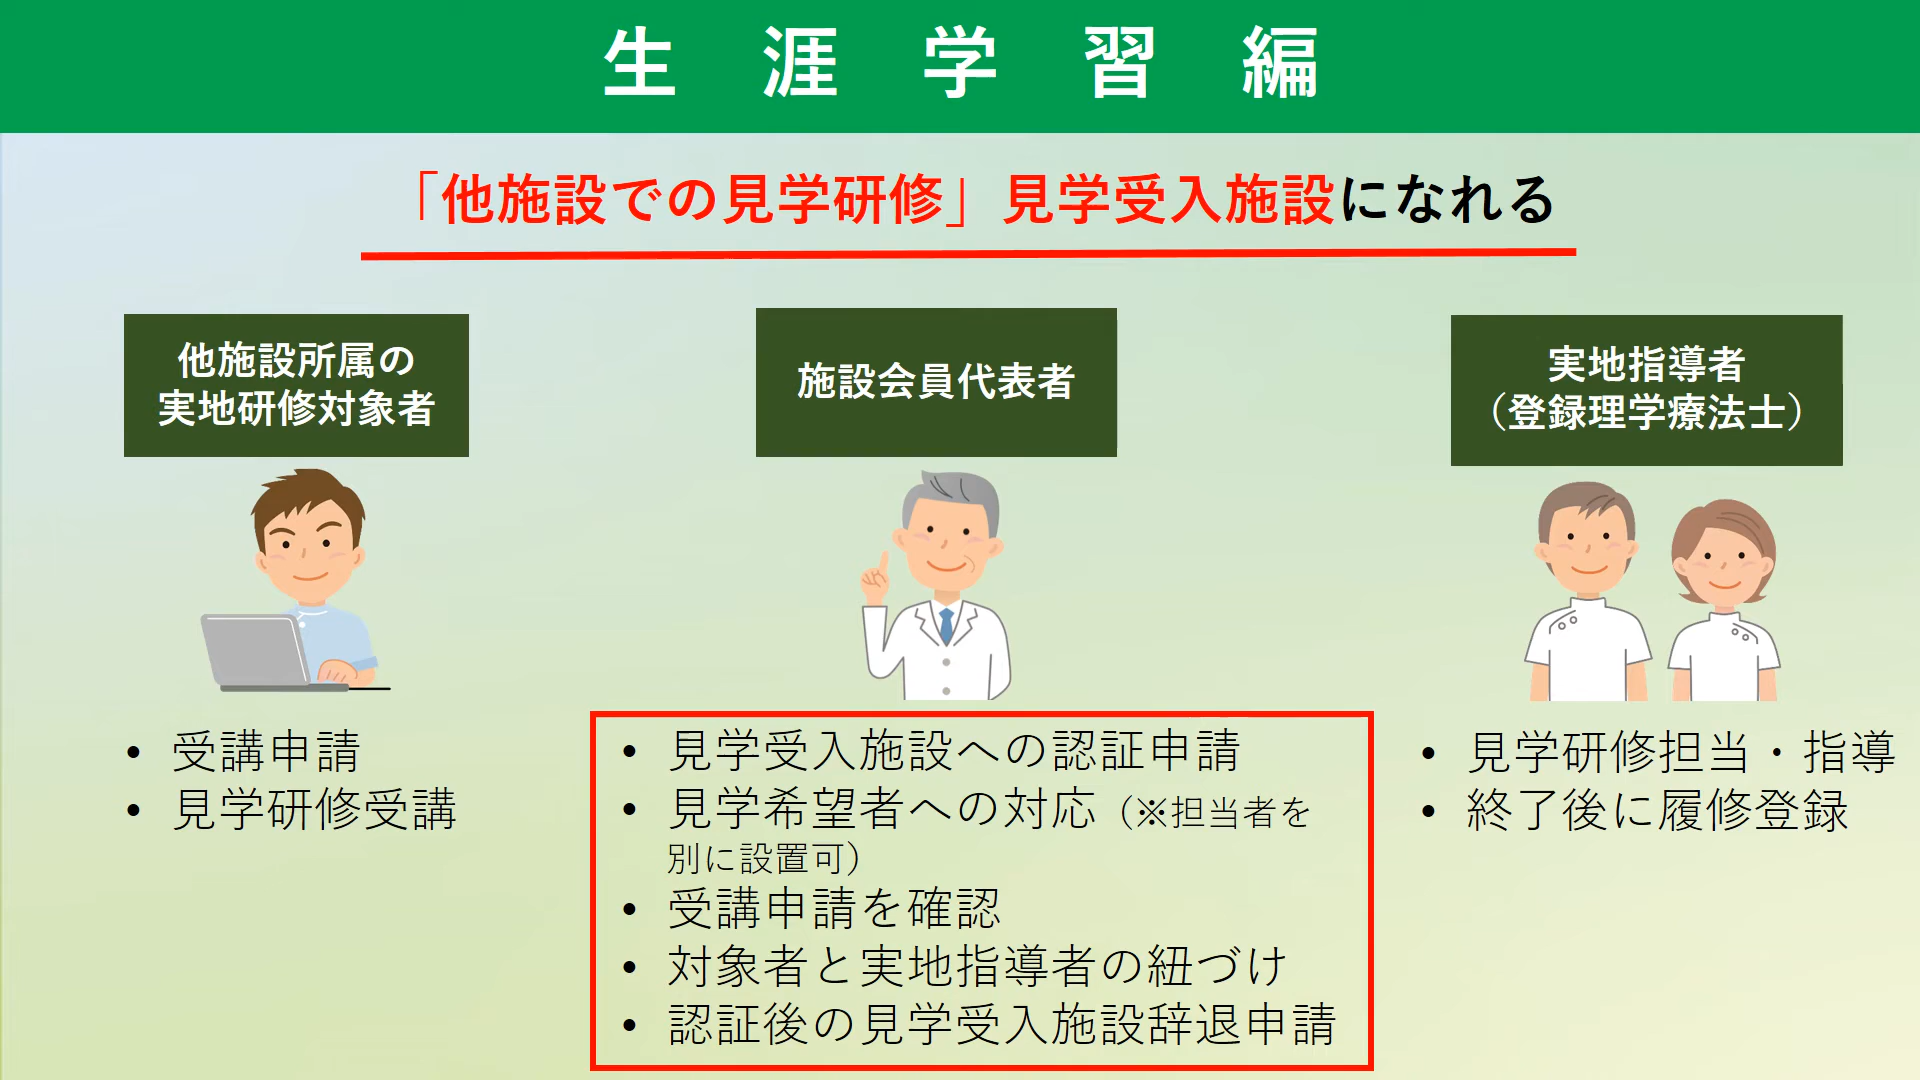 生涯学習編
「他施設での見学研修」見学受入施設になれる
他施設所属の
実地研修対象者
• 受講申請
• 見学研修受講
施設会員代表者
• 見学受入施設への認証申請
• 見学希望者への対応（※担当者を
別に設置可）
• 受講申請を確認
• 対象者と実地指導者の紐づけ
• 認証後の見学受入施設辞退申請
実地指導者
（登録理学療法士）
• 見学研修担当・指導
• 終了後に履修登録